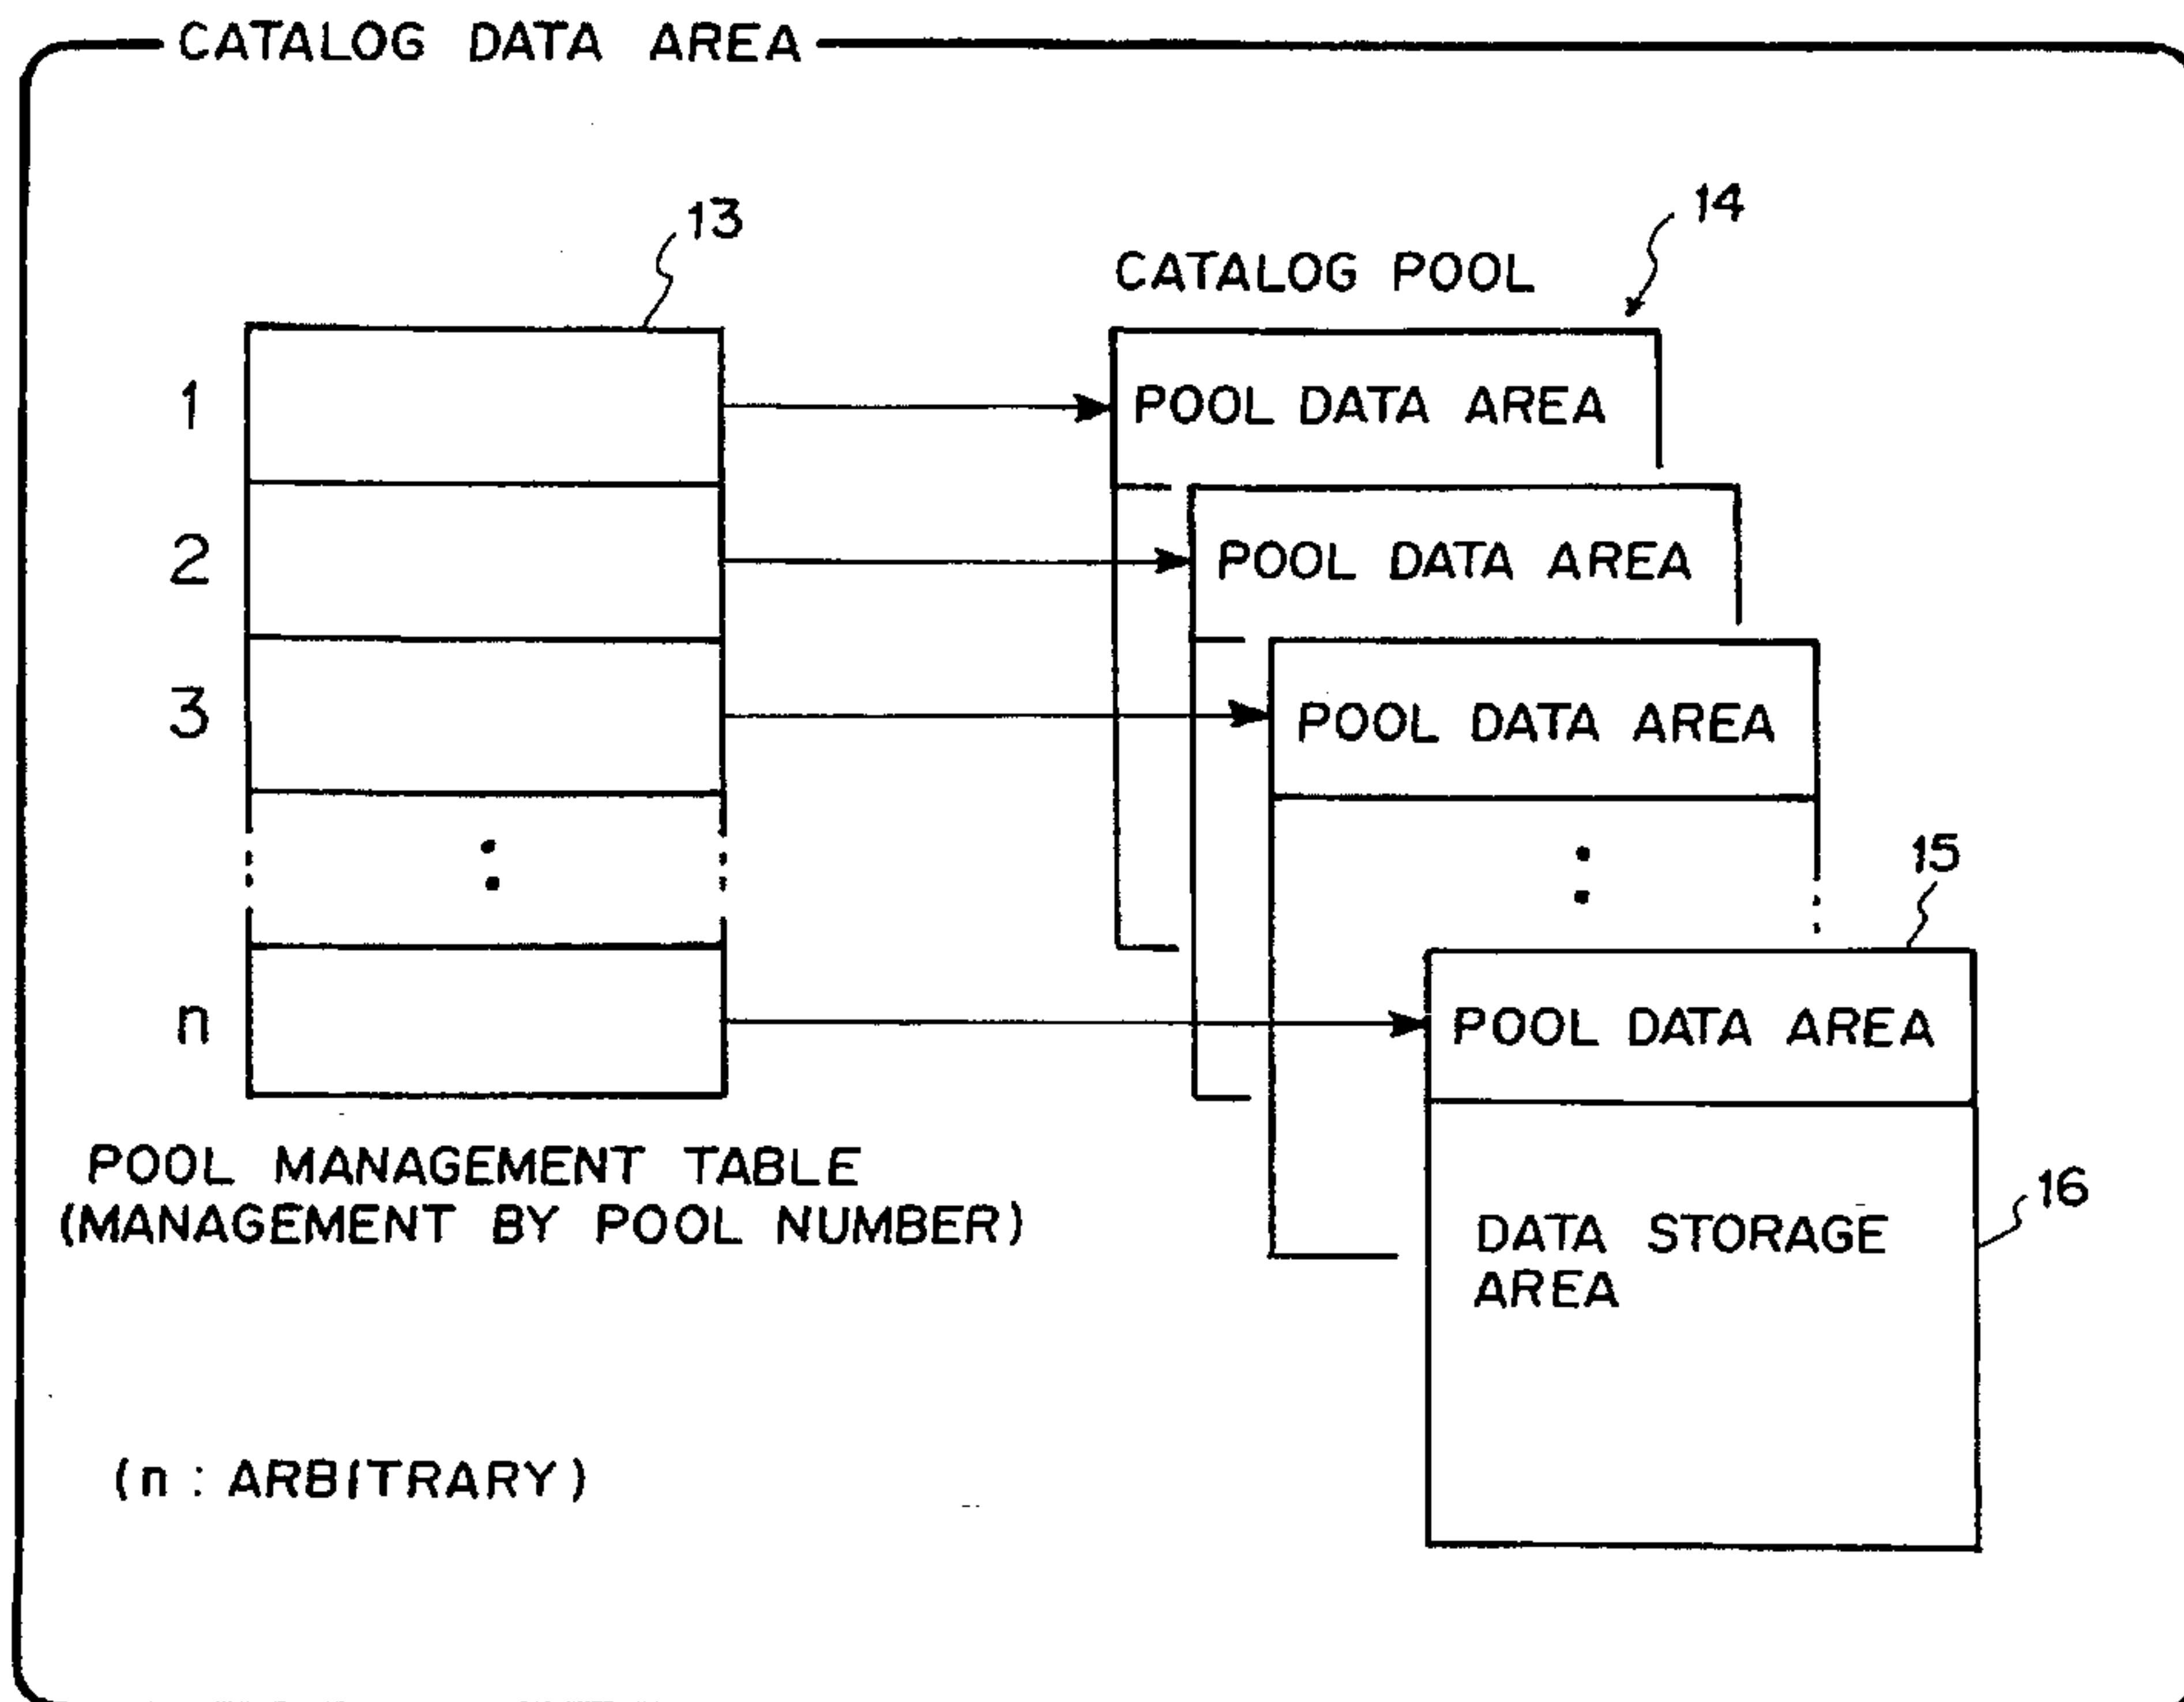 CATALOG DATA AREA
13
14
CATALOG POOL
1
POOL DATA AREA
2
POOL DATA AREA
3
POOL DATA AREA
15
n
POOL DATA AREA
POOL MANAGEMENT TABLE
(MANAGEMENT BY POOL NUMBER)
16
DATA STORAGE
AREA
(n : ARBITRARY)